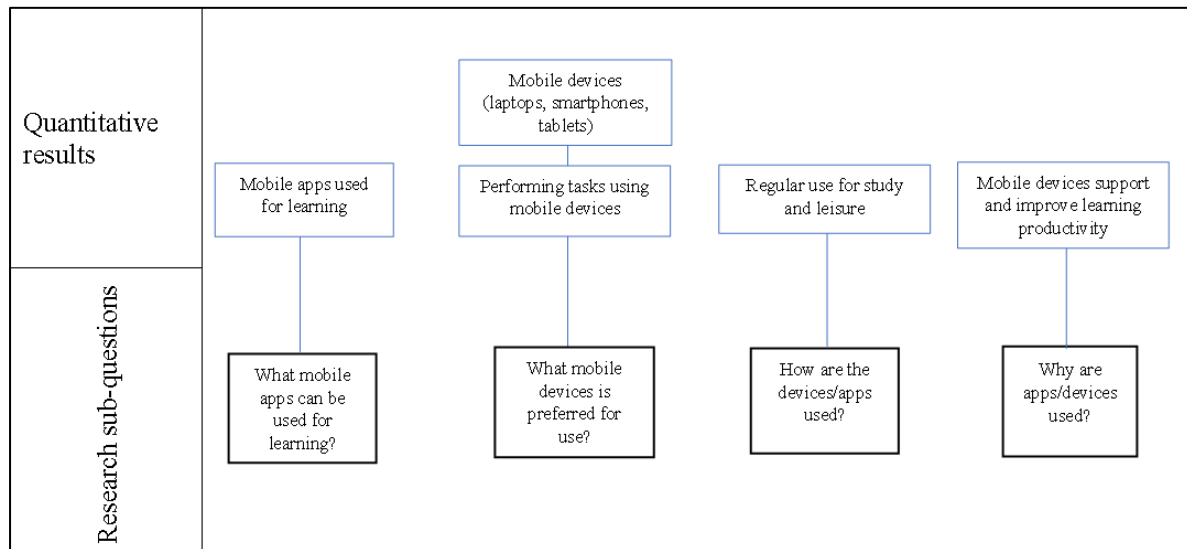 Quantitative
results
Mobile devices
(laptops, smartphones,
tablets)
Mobile apps used
for learning
Performing tasks using
mobile devices
Regular use for study
and leisure
Mobile devices support
and improve learning
productivity
Research sub-questions
What mobile
apps can be
used for
learning?
What mobile
devices is
preferred for
use?
How are the
devices/apps
used?
Why are
apps/devices
used?